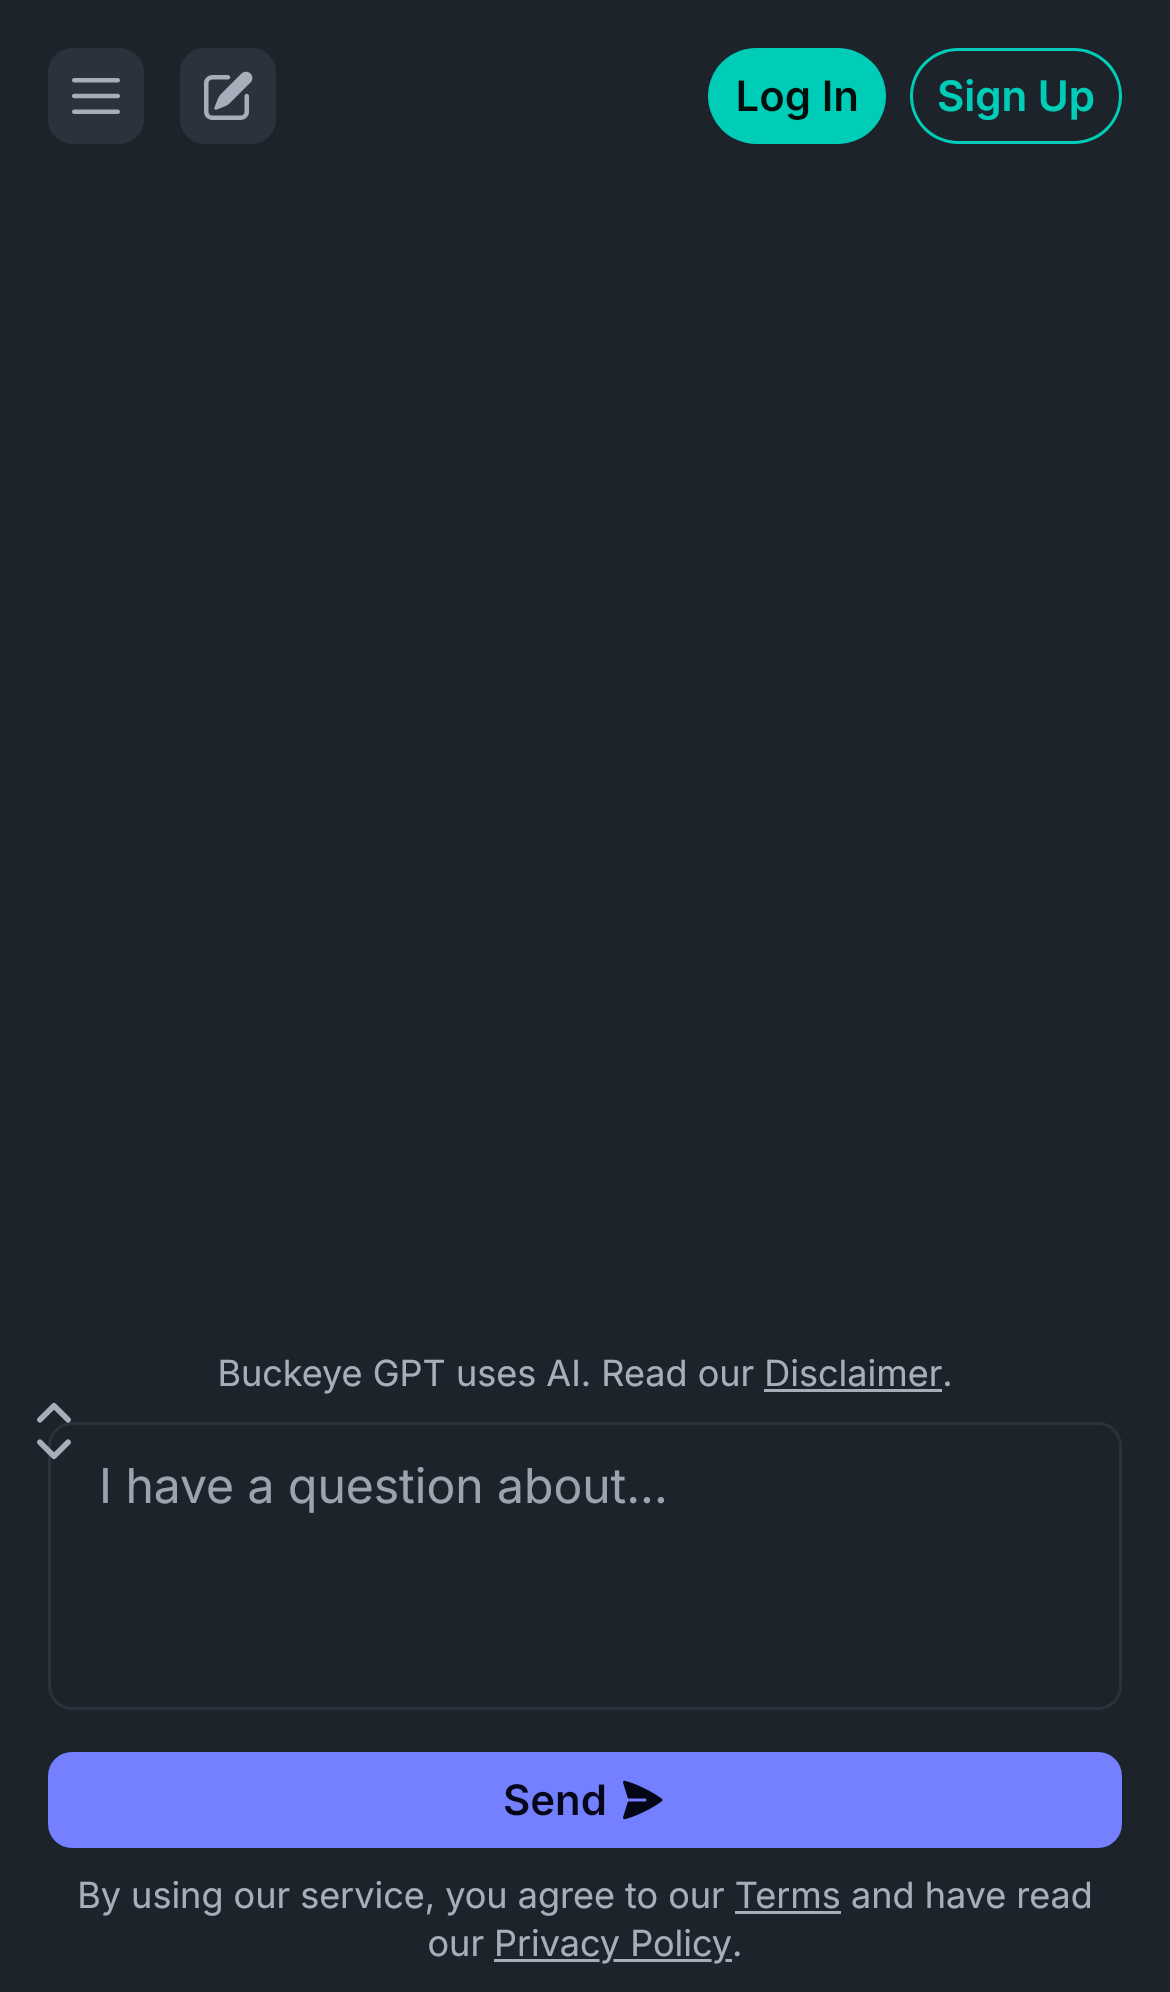 Log In
Sign Up
Buckeye GPT uses AI. Read our Disclaimer.
I have a question about...
Send
By using our service, you agree to our Terms and have read
our Privacy Policy.